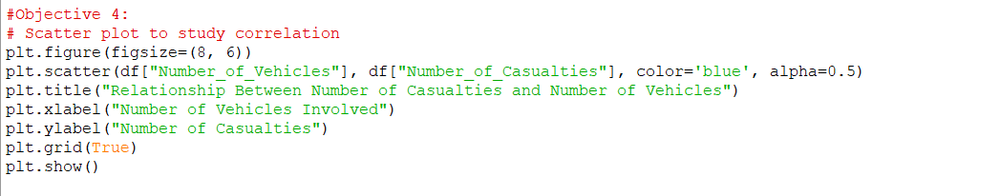 #Objective 4:
# Scatter plot to study correlation
plt.figure(figsize=(8, 6))
plt.scatter(df["Number_of_Vehicles"], df["Number_of_Casualties"], color='blue', alpha=0.5)
plt.title("Relationship Between Number of Casualties and Number of Vehicles")
plt.xlabel("Number of Vehicles Involved")
plt.ylabel("Number of Casualties")
plt.grid(True)
plt.show()